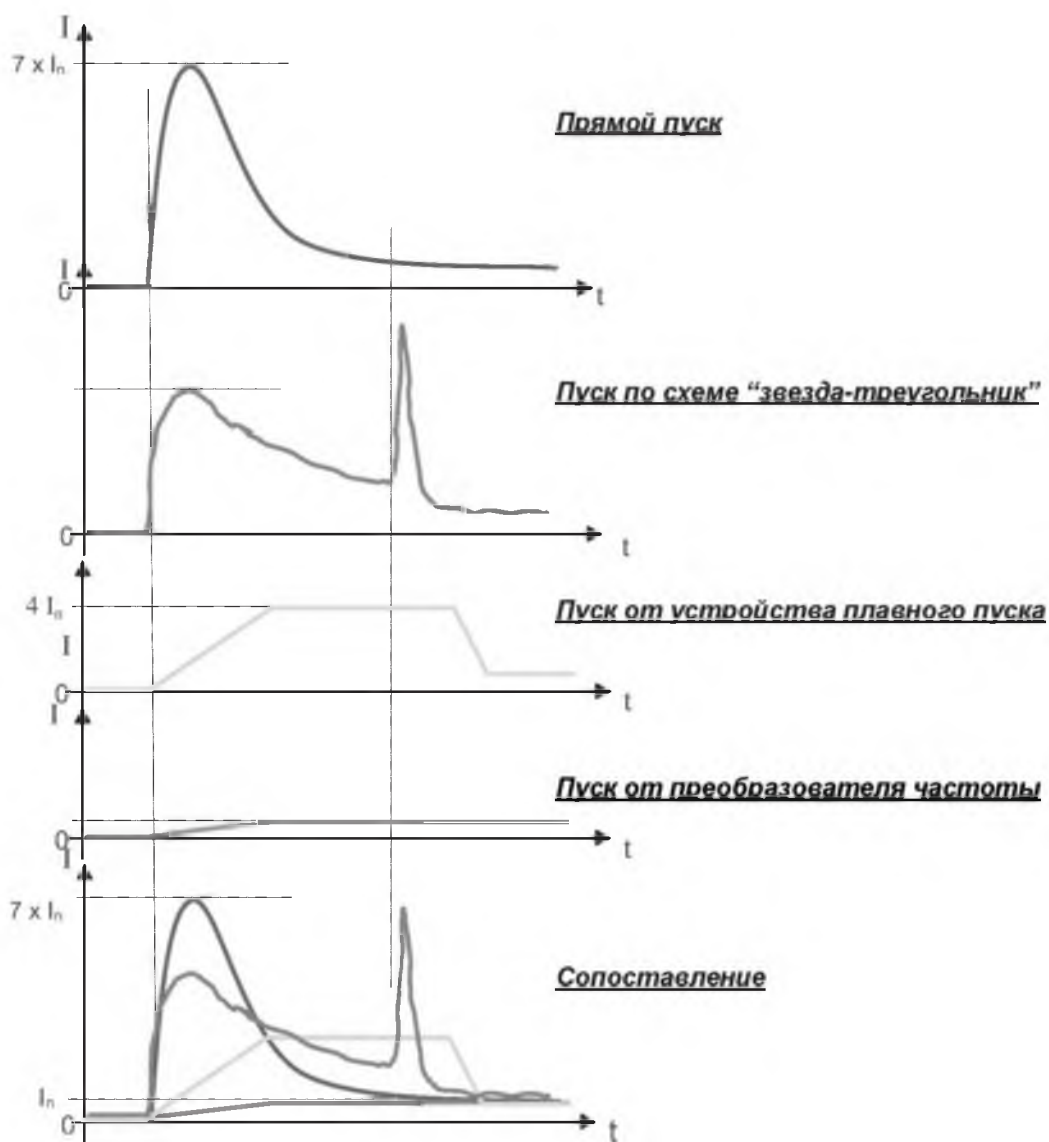 I
7 x Iₙ
Прямой пуск
I
0
t
Пуск по схеме “звезда-треугольник”
0
t
4 Iₙ
Пуск от устройства плавного пуска
I
0
t
I
Пуск от преобразователя частоты
0
t
I
7 x Iₙ
Сопоставление
Iₙ
0
t